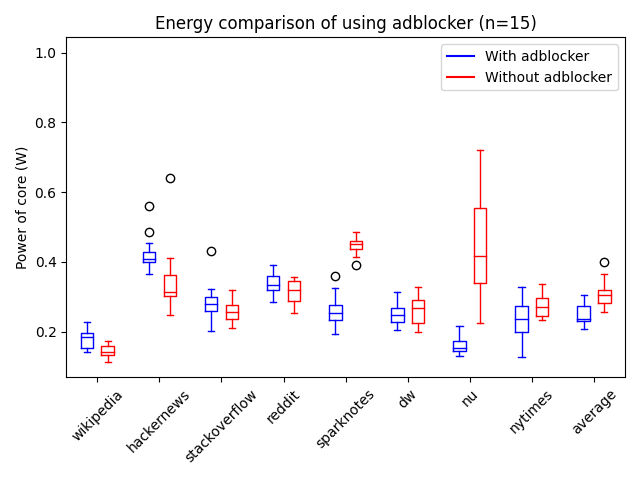 Energy comparison of using adblocker (n=15)
With adblocker
Without adblocker
Power of core (W)
1.0
0.8
0.6
0.4
0.2
wikipedia
hackernews
stackoverflow
reddit
sparknotes
dw
nu
nytimes
average